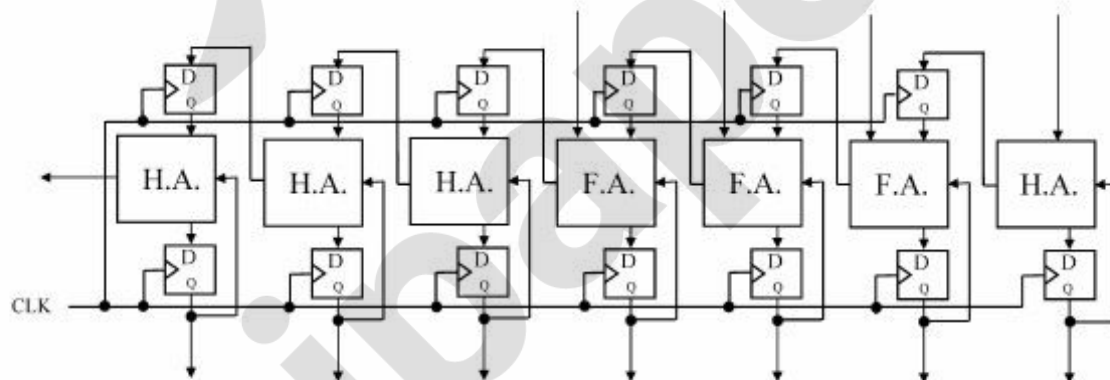 D D D D D D
Q Q Q Q Q Q
H.A. H.A. H.A. F.A. F.A. F.A. H.A.
D D D D D D D
Q Q Q Q Q Q Q
CLK